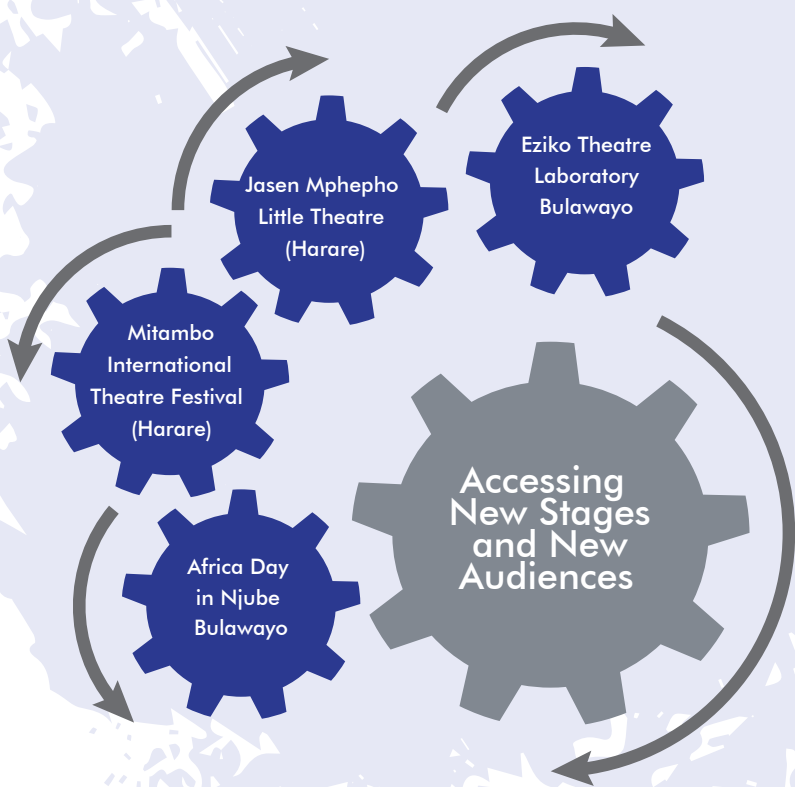 Eziko Theatre
Laboratory
Bulawayo
Jasen Mphepho
Little Theatre
(Harare)
Mitambo
International
Theatre Festival
(Harare)
Africa Day
in Njube
Bulawayo
Accessing
New Stages
and New
Audiences